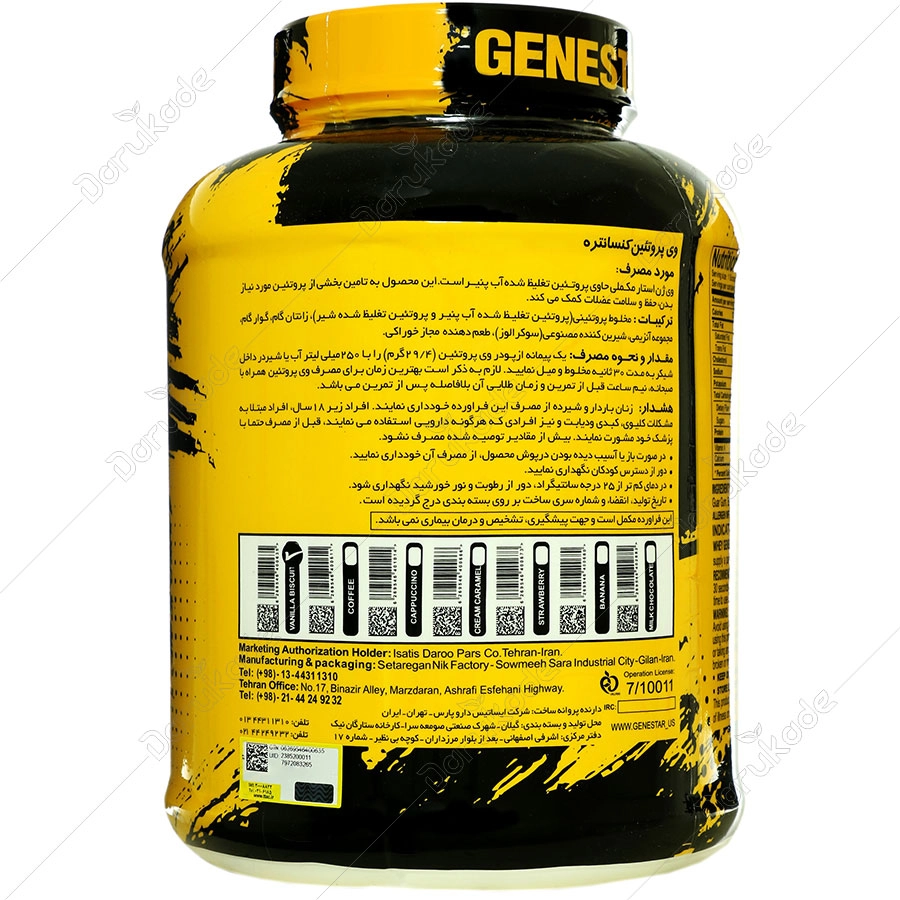 GENEST
وی پروتئین کنسانتره
مورد مصرف:
وی ژن استار مکملی حاوی پروتئین تغلیظ شده آب پنیر است. این محصول به تامین بخشی از پروتئین مورد نیاز
بدن، حفظ و سلامت عضلات کمک می کند.
ترکیبات: مخلوط پروتئینی(پروتئین تغلیظ شده آب پنیر و پروتئین تغلیظ شده شیر)، زانتان گام، گوار گام،
مجموعه آنزیمی، شیرین کننده مصنوعی(سوکرالوز)، طعم دهنده مجاز خوراکی.
مقدار و نحوه مصرف: یک پیمانه از پودر وی پروتئین (۲۹/۴گرم) را با ۲۵۰میلی لیتر آب یا شیر در داخل
شیکر به مدت ۳۰ ثانیه مخلوط و میل نمایید. لازم به ذکر است بهترین زمان برای مصرف وی پروتئین همراه با
صبحانه، نیم ساعت قبل از تمرین و زمان طلایی آن بلافاصله پس از تمرین می باشد.
هشدار: زنان باردار و شیرده از مصرف این فراورده خودداری نمایند. افراد زیر ۱۸ سال، افراد مبتلا به
مشکلات کلیوی، کبدی ودیابت و نیز افرادی که هرگونه دارویی استفاده می نمایند، قبل از مصرف حتما با
پزشک خود مشورت نمایند. بیش از مقادیر توصیه شده مصرف نشود.
• در صورت باز یا آسیب دیده بودن درپوش محصول، از مصرف آن خودداری نمایید.
• دور از دسترس کودکان نگهداری نمایید.
• در دمای کم تر از ۲۵ درجه سانتیگراد، دور از رطوبت و نور خورشید نگهداری شود.
• تاریخ تولید، انقضا، و شماره سری ساخت بر روی بسته بندی درج گردیده است.
این فراورده مکمل است و جهت پیشگیری، تشخیص و درمان بیماری نمی باشد.
VANILLA BISCUIT
COFFEE
CAPPUCCINO
CREAM CARAMEL
STRAWBERRY
BANANA
MILK CHOCOLATE
Marketing Authorization Holder: Isatis Daroo Pars Co.Tehran-Iran.
Manufacturing & packaging: Setaregan Nik Factory - Sowmeeh Sara Industrial City-Gilan-Iran.
Tel: (+98)- 13-44311310
Tehran Office: No.17, Binazir Alley, Marzdaran, Ashrafi Esfehani Highway.
Tel: (+98)- 21- 44 24 92 32
Operation License:
7/10011
IRC:
WWW.GENESTAR.US
دارنده پروانه ساخت: شرکت ایساتیس دارو پارس - تهران - ایران
محل تولید و بسته بندی: گیلان - شهرک صنعتی صومعه سرا- کارخانه ستارگان نیک
تلفن: ۰۱۳۴۴۳۱۱۳۱۰
دفتر مرکزی: اشرفی اصفهانی - بعد از بلوار مرزداران - کوچه بی نظیر - شماره ۱۷
تلفن: ۰۲۱۴۴۲۴۹۲۳۲
UID 2385200011
7972083265
Darukade